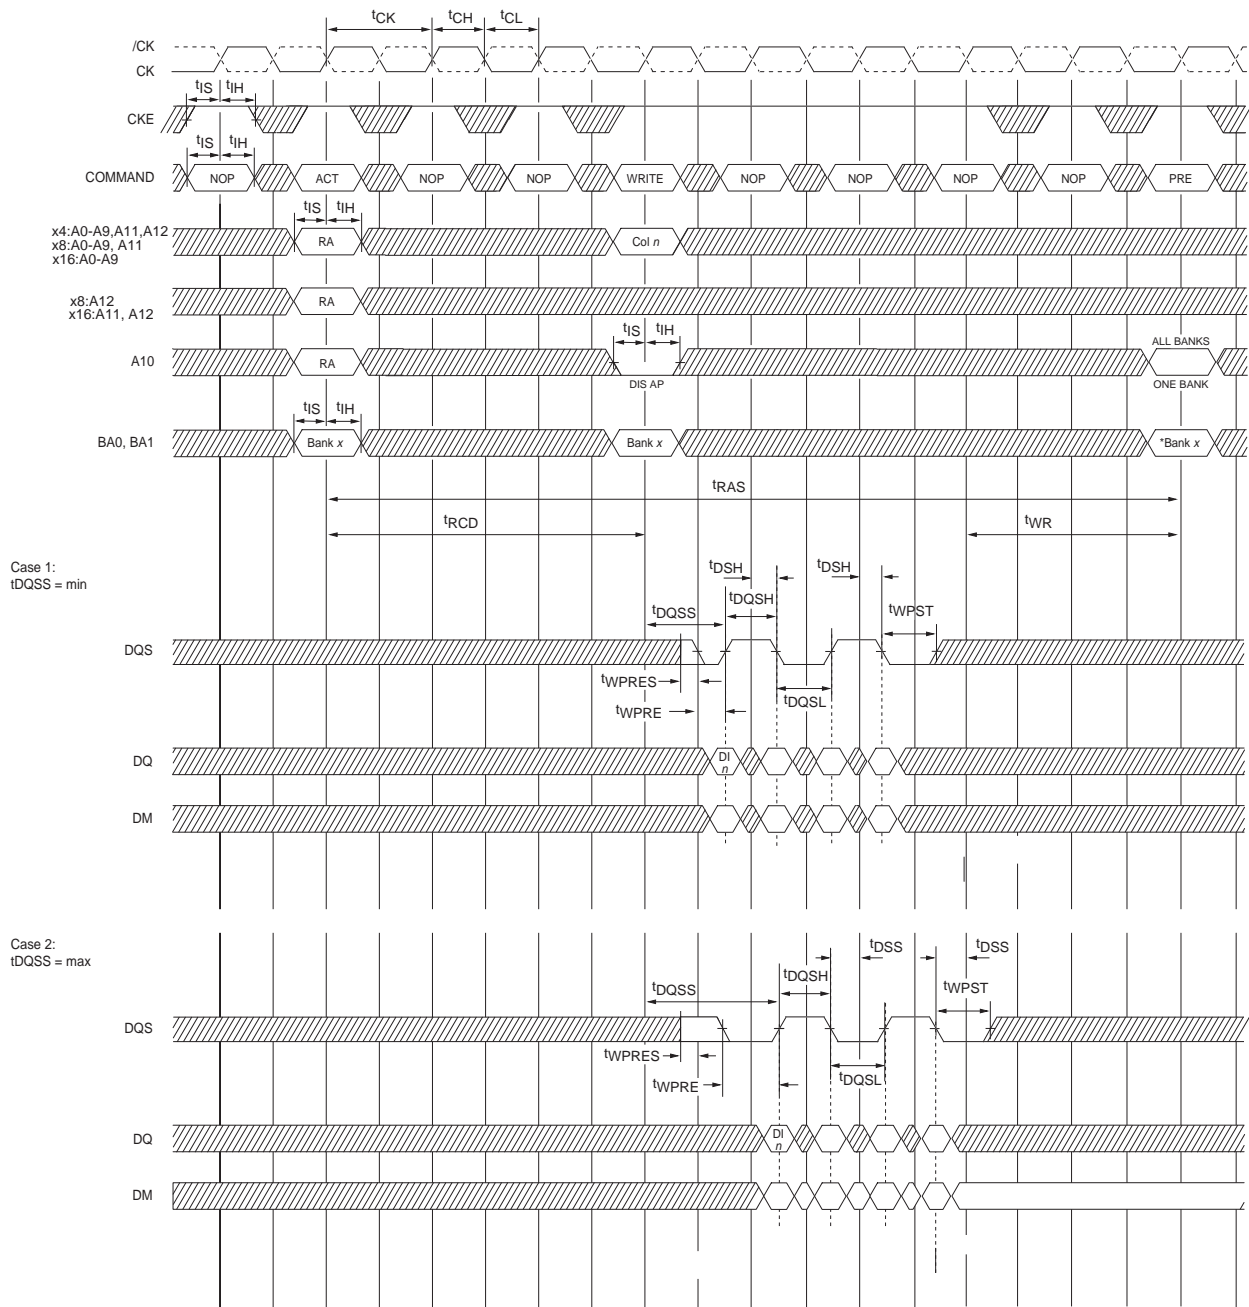 tCK tCH tCL
/CK
CK
tIS tIH
CKE
tIS tIH
COMMAND NOP ACT NOP NOP WRITE NOP NOP NOP NOP PRE
tIS tIH
x4:A0-A9,A11,A12
x8:A0-A9, A11
x16:A0-A9
RA Col n
x8:A12
x16:A11, A12
RA
tIS tIH
ALL BANKS
A10 RA
DIS AP ONE BANK
tIS tIH
BA0, BA1 Bank x Bank x *Bank x
tRAS
tRCD tWR
Case 1:
tDQSS = min
tDSH tDSH
tDQSS tDQSH tWPST
DQS
tWPRES
tDQSL
tWPRE
DQ DI
n
DM
Case 2:
tDQSS = max
tDSS tDSS
tDQSS tDQSH tWPST
DQS
tWPRES
tWPRE tDQSL
DQ DI
n
DM